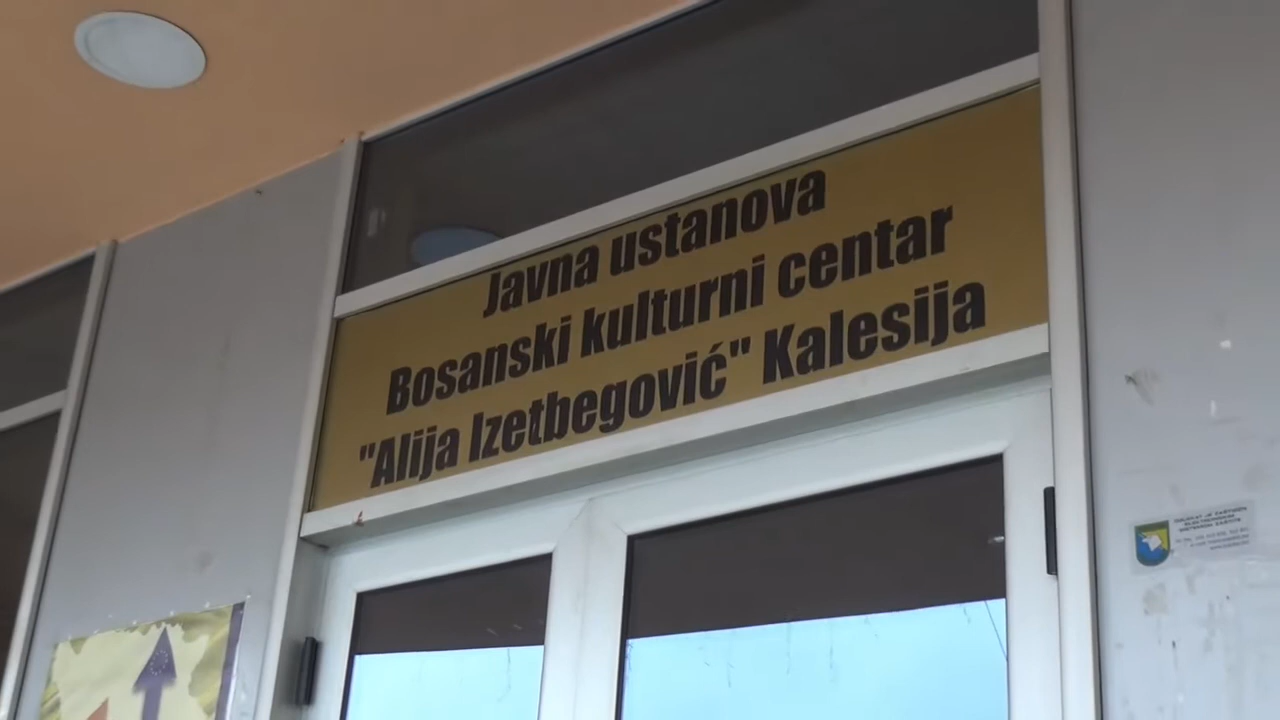 Javna ustanova
Bosanski kulturni centar
"Alija Izetbegović" Kalesija